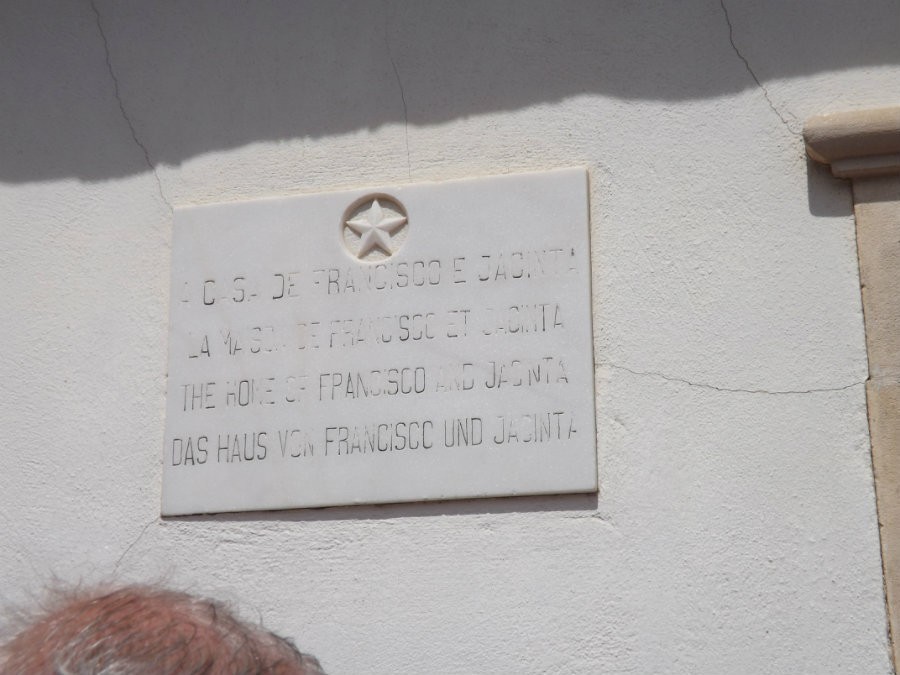 A CASA DE FRANCISCO E JACINTA
LA MAISON DE FRANCISCO ET JACINTA
THE HOME OF FRANCISCO AND JACINTA
DAS HAUS VON FRANCISCO UND JACINTA